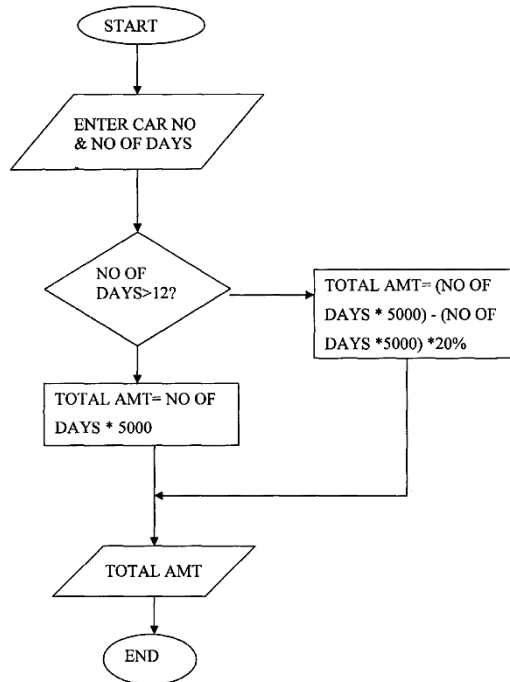 START
ENTER CAR NO
& NO OF DAYS
NO OF
DAYS>12?
TOTAL AMT= (NO OF
DAYS * 5000) - (NO OF
DAYS *5000) *20%
TOTAL AMT= NO OF
DAYS * 5000
TOTAL AMT
END